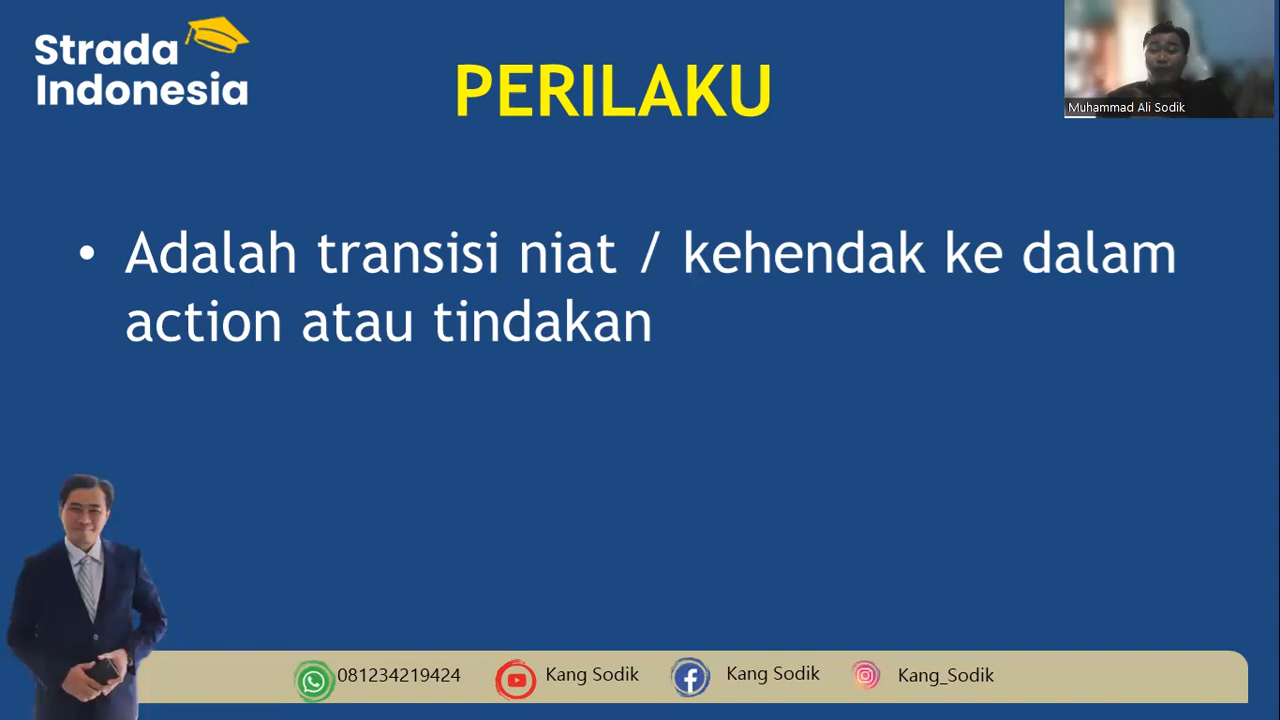 Strada
Indonesia
PERILAKU
Muhammad Ali Sodik
• Adalah transisi niat / kehendak ke dalam
action atau tindakan
081234219424
Kang Sodik
Kang Sodik
Kang_Sodik